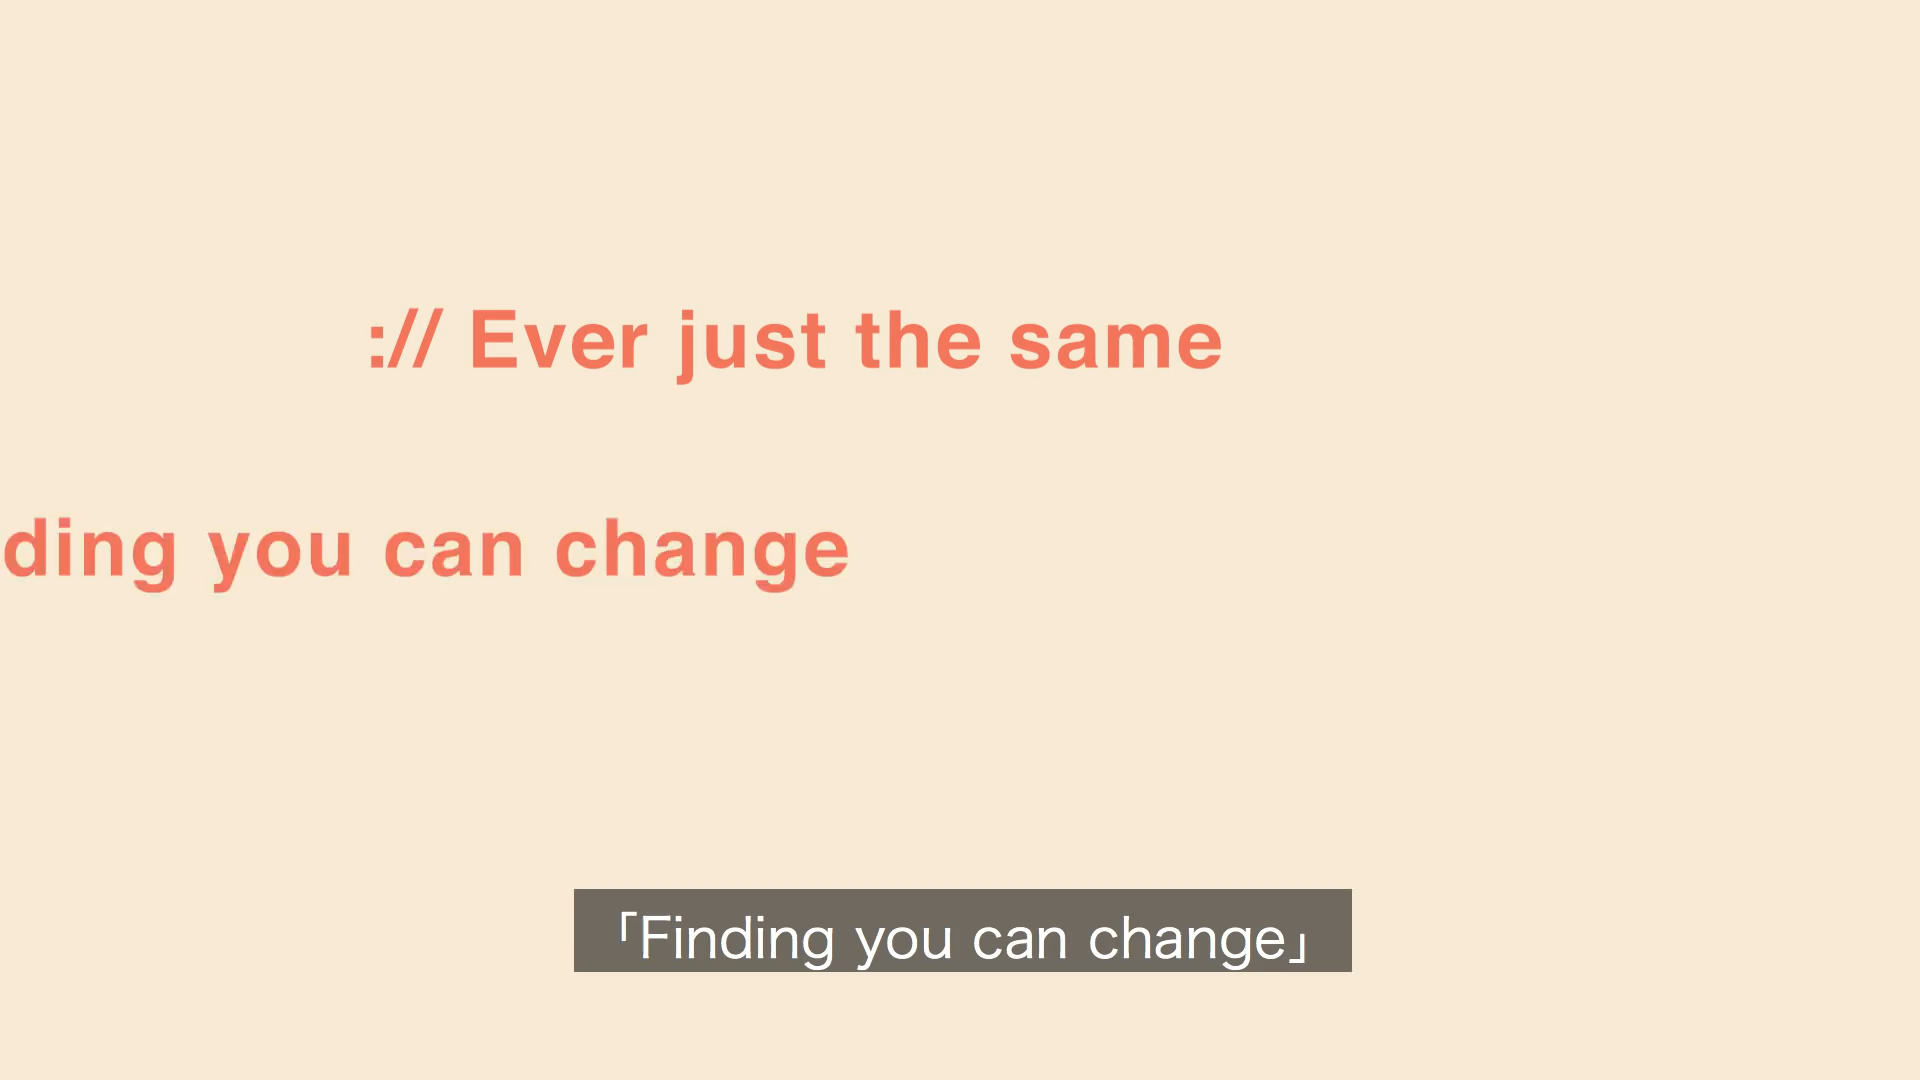 :// Ever just the same
ding you can change
「Finding you can change」